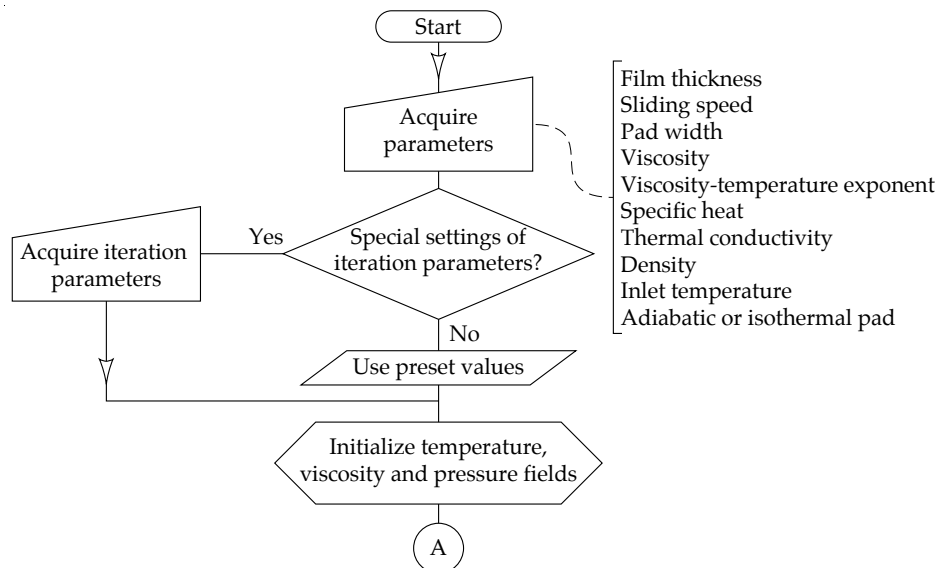 Start
Acquire
parameters
Film thickness
Sliding speed
Pad width
Viscosity
Viscosity-temperature exponent
Specific heat
Thermal conductivity
Density
Inlet temperature
Adiabatic or isothermal pad
Special settings of
iteration parameters?
Yes
Acquire iteration
parameters
No
Use preset values
Initialize temperature,
viscosity and pressure fields
A